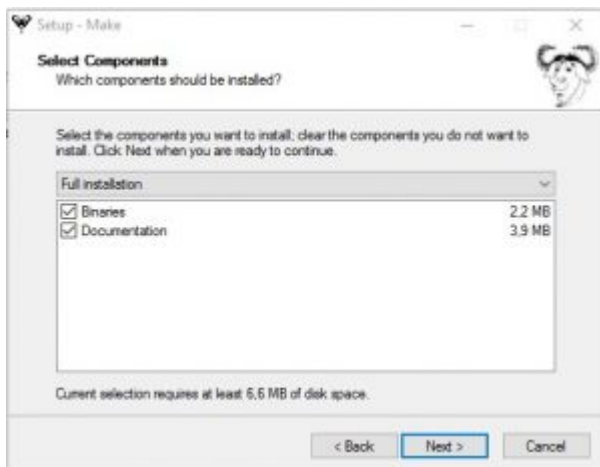 Setup - Make
Select Components
Which components should be installed?
Select the components you want to install; clear the components you do not want to
install. Click Next when you are ready to continue.
Full installation
Binaries 2,2 MB
Documentation 3,9 MB
Current selection requires at least 6,6 MB of disk space.
< Back Next > Cancel